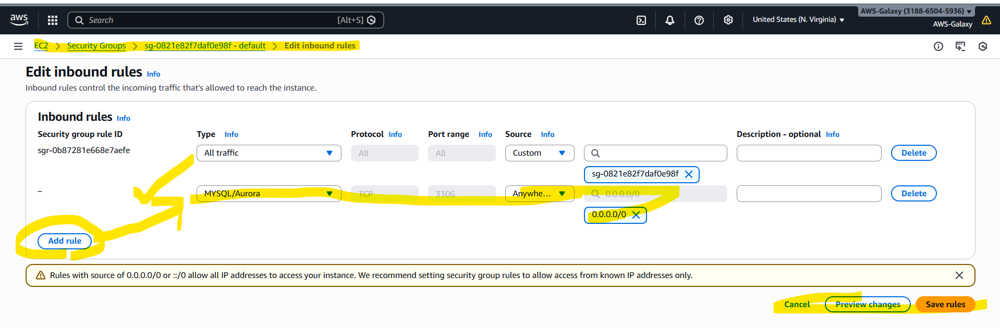 aws
Search [Alt+S]
United States (N. Virginia)
AWS-Galaxy (3188-6504-5936)
AWS-Galaxy
EC2 > Security Groups > sg-0821e82f7daf0e98f - default > Edit inbound rules
Edit inbound rules Info
Inbound rules control the incoming traffic that's allowed to reach the instance.
Inbound rules Info
Security group rule ID Type Info Protocol Info Port range Info Source Info Description - optional Info
sgr-0b87281e668e7aefe All traffic All All Custom Delete
sg-0821e82f7daf0e98f
– MYSQL/Aurora TCP 3306 Anywhe... 0.0.0.0/0 Delete
0.0.0.0/0
Add rule
Rules with source of 0.0.0.0/0 or ::/0 allow all IP addresses to access your instance. We recommend setting security group rules to allow access from known IP addresses only.
Cancel Preview changes Save rules